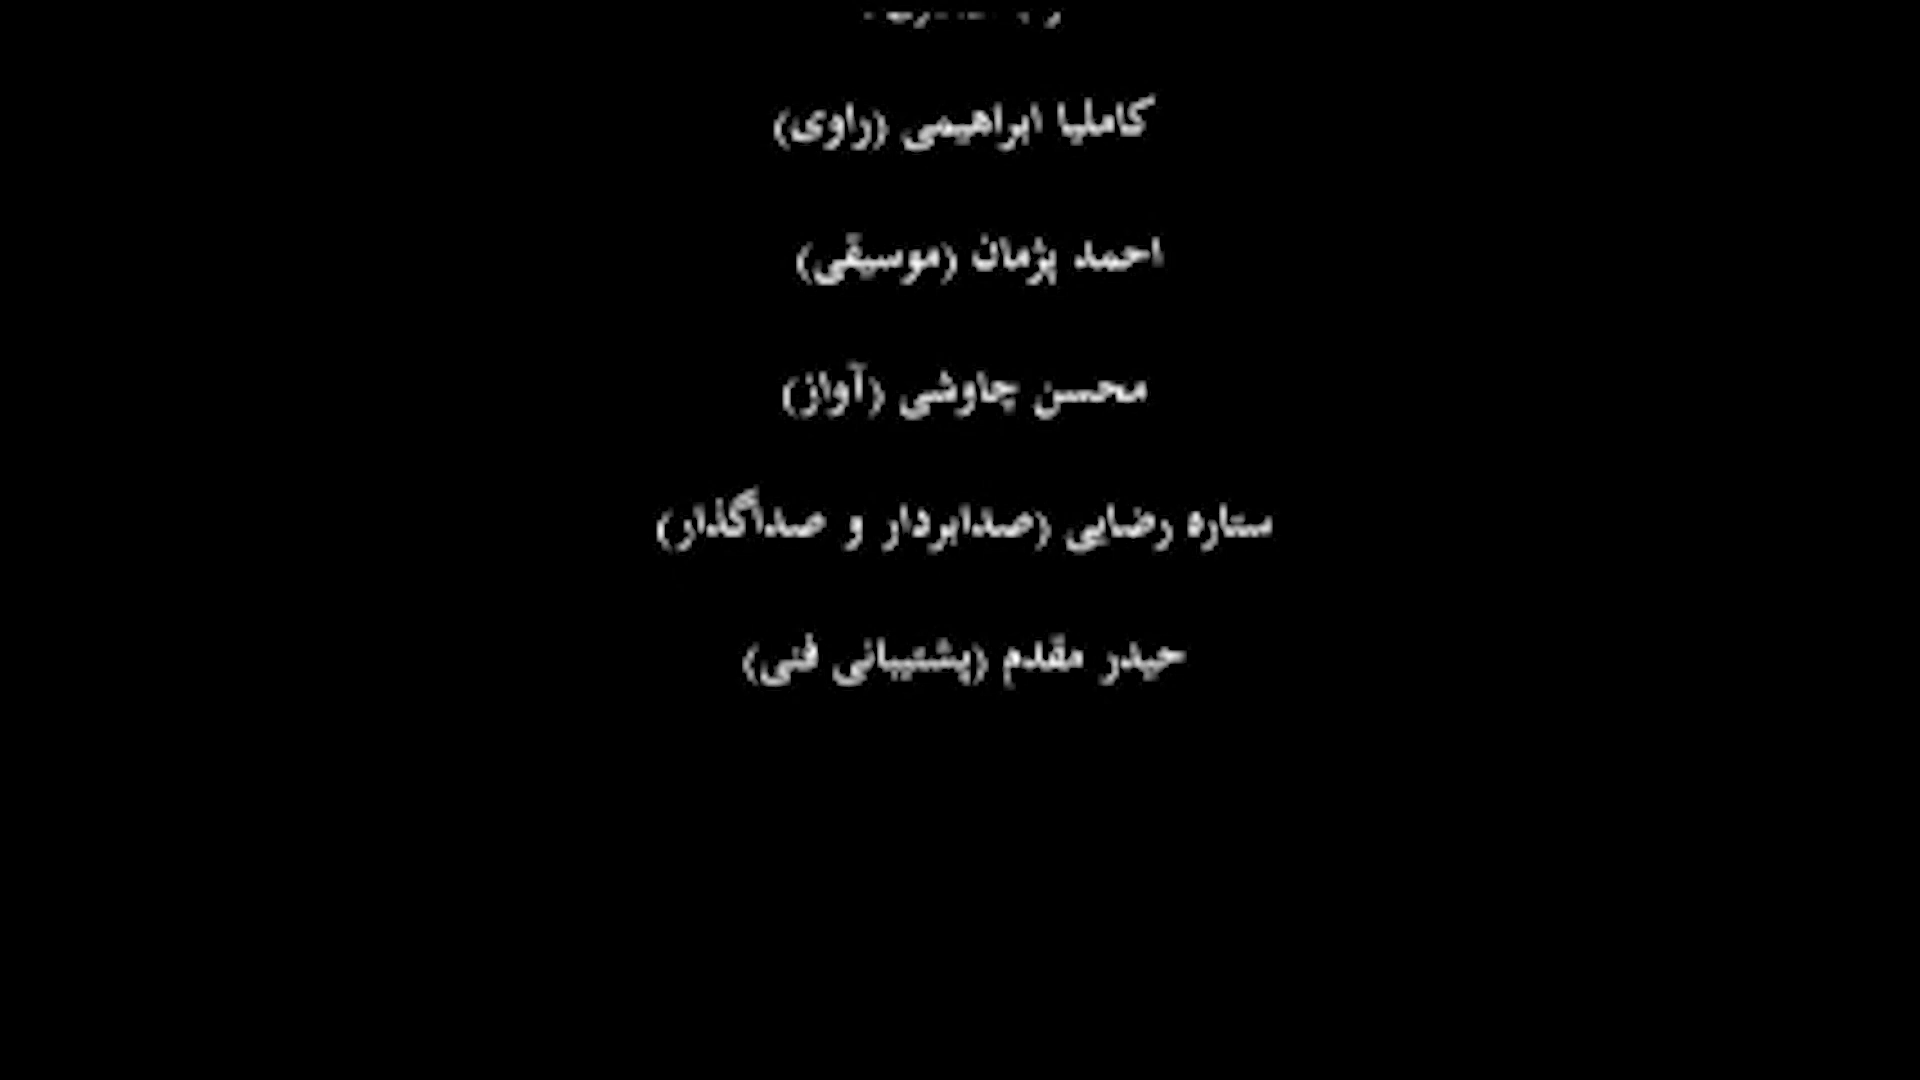 کاملیا ابراهیمی (راوی)
احمد پژمان (موسیقی)
محسن چاوشی (آواز)
ستاره رضایی (صدابردار و صداگذار)
حیدر مقدم (پشتیبانی فنی)